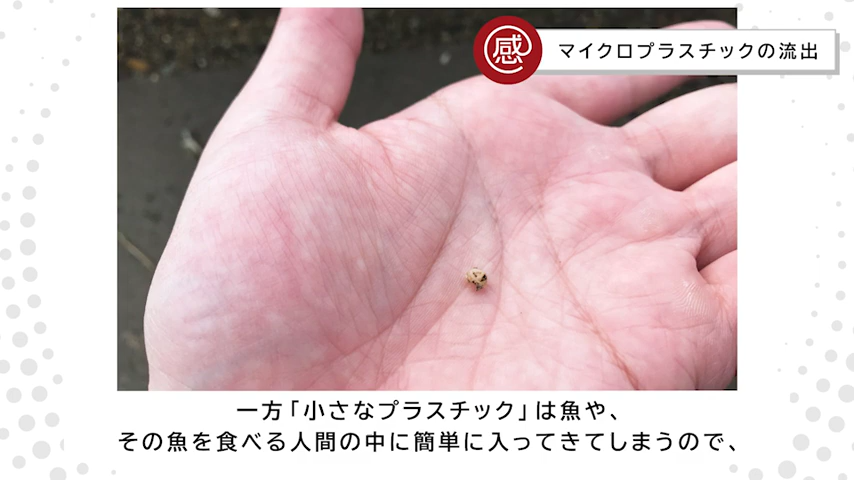 感
マイクロプラスチックの流出
一方「小さなプラスチック」は魚や、
その魚を食べる人間の中に簡単に入ってきてしまうので、